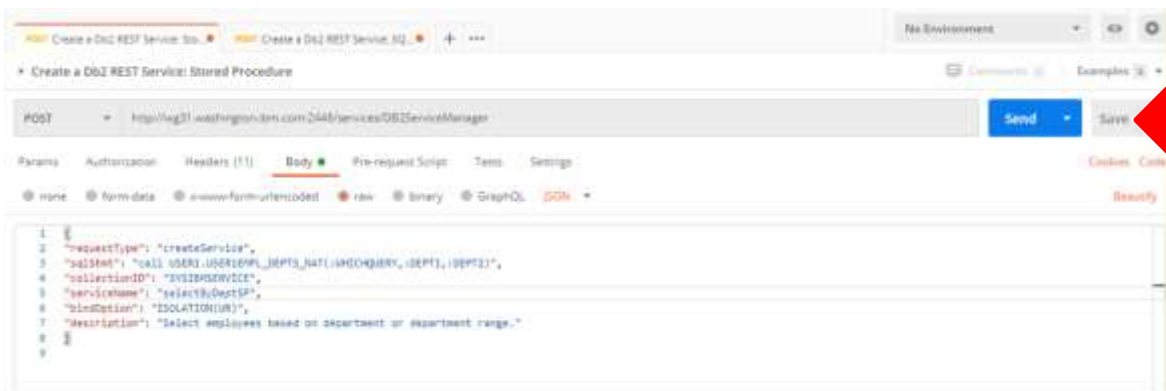 POST Create a Db2 REST Service: Sto... POST Create a Db2 REST Service: SQ... + ••• No Environment
Create a Db2 REST Service: Stored Procedure Comments Examples
POST http://wg31.washington.ibm.com:2446/services/DB2ServiceManager Send Save
Params Authorization Headers (11) Body Pre-request Script Tests Settings Cookies Code
none form-data x-www-form-urlencoded raw binary GraphQL JSON Beautify
1 {
2 "requestType": "createService",
3 "sqlStmt": "call USER1.USER1EMPL_DEPTS_NAT(:WHICHQUERY,:DEPT1,:DEPT2)",
4 "collectionID": "SYSIBMSERVICE",
5 "serviceName": "selectByDeptSP",
6 "bindOption": "ISOLATION(UR)",
7 "description": "Select employees based on department or department range."
8 }
9